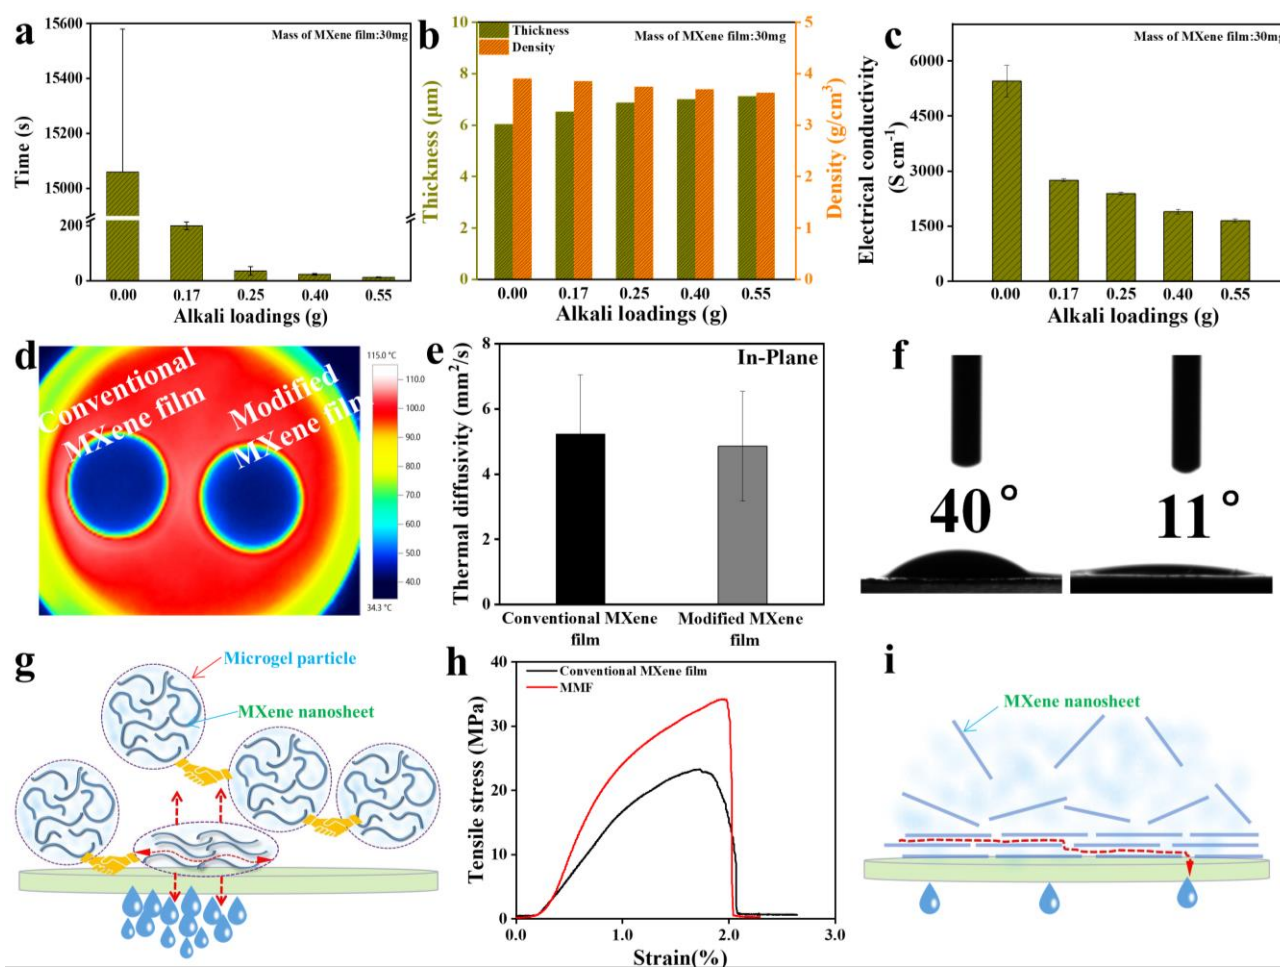 a
15600
15400
15200
15000
200
0
Time (s)
Mass of MXene film:30mg
0.00 0.17 0.25 0.40 0.55
Alkali loadings (g)
b
10
8
6
4
2
0
Thickness (μm)
Thickness
Density
Mass of MXene film:30mg
5
4
3
2
1
0
Density (g/cm³)
0.00 0.17 0.25 0.40 0.55
Alkali loadings (g)
c
6000
4500
3000
1500
0
Electrical conductivity
(S cm⁻¹)
Mass of MXene film:30mg
0.00 0.17 0.25 0.40 0.55
Alkali loadings (g)
d
Conventional
MXene film
Modified
MXene film
115.0 °C
110.0
100.0
90.0
80.0
70.0
60.0
50.0
40.0
34.3 °C
e
8
6
4
2
0
Thermal diffusivity (mm²/s)
In-Plane
Conventional MXene
film
Modified MXene
film
f
40°
11°
g
Microgel particle
MXene nanosheet
h
40
30
20
10
0
Tensile stress (MPa)
Conventional MXene film
MMF
0.0 1.0 2.0 3.0
Strain(%)
i
MXene nanosheet